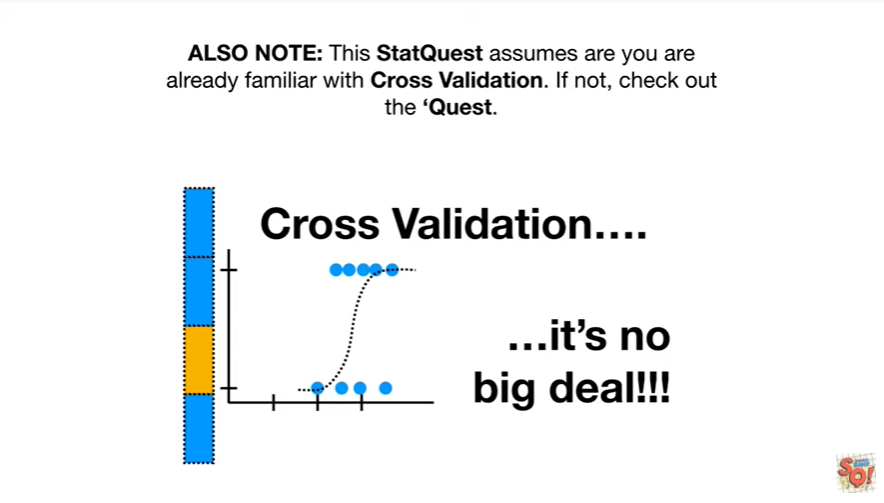 ALSO NOTE: This StatQuest assumes are you are
already familiar with Cross Validation. If not, check out
the ‘Quest.
Cross Validation….
…it’s no
big deal!!!
SQ!